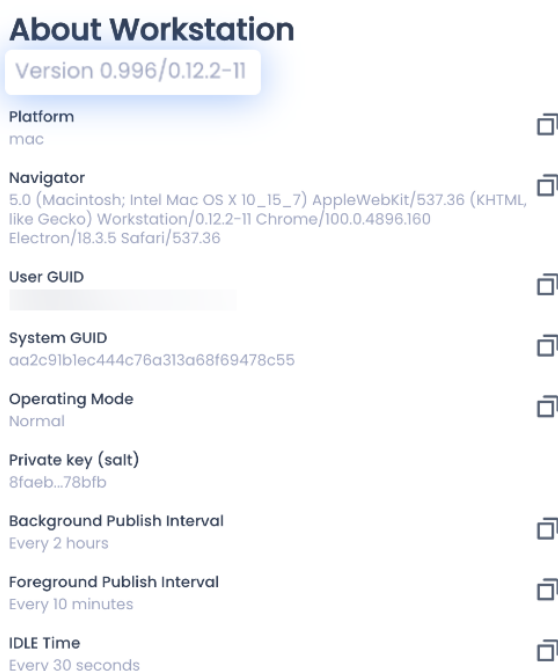 About Workstation
Version 0.996/0.12.2-11
Platform
mac
Navigator
5.0 (Macintosh; Intel Mac OS X 10_15_7) AppleWebKit/537.36 (KHTML,
like Gecko) Workstation/0.12.2-11 Chrome/100.0.4896.160
Electron/18.3.5 Safari/537.36
User GUID
System GUID
aa2c91b1ec444c76a313a68f69478c55
Operating Mode
Normal
Private key (salt)
8faeb...78bfb
Background Publish Interval
Every 2 hours
Foreground Publish Interval
Every 10 minutes
IDLE Time
Every 30 seconds